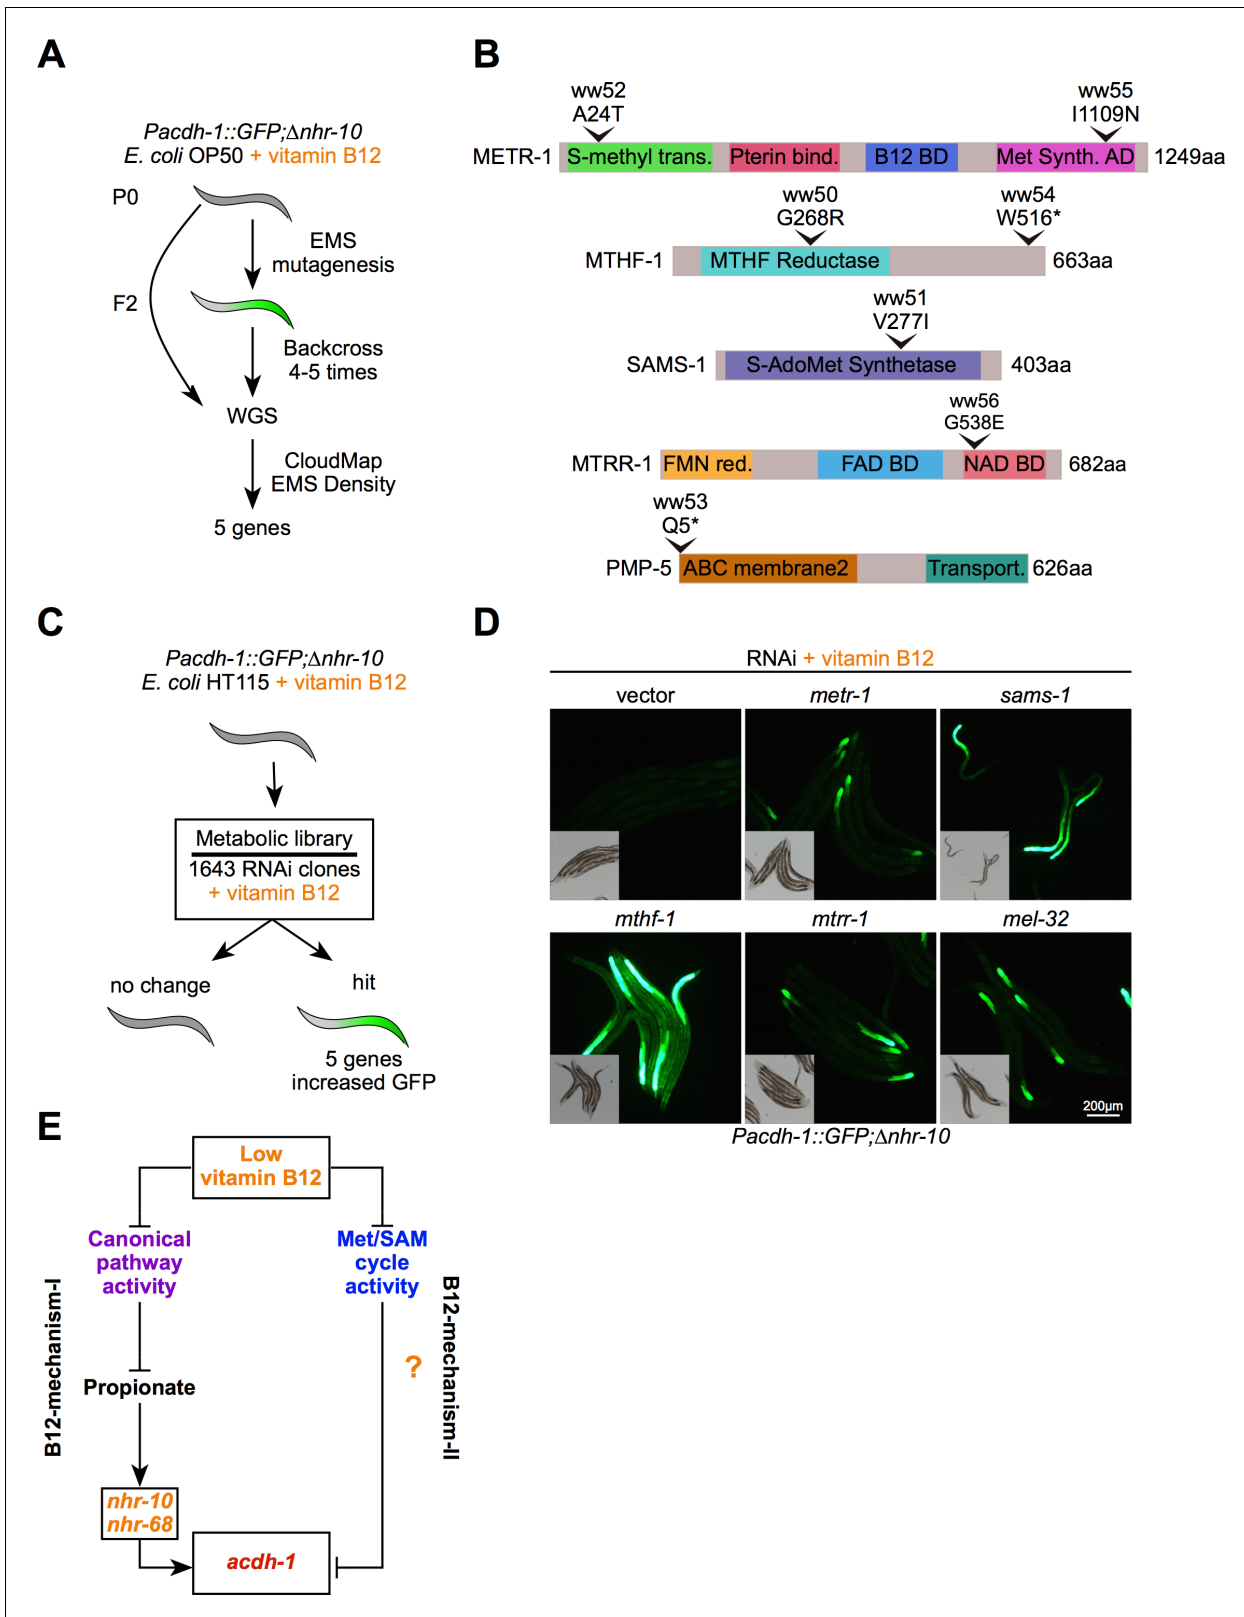 A
Pacdh-1::GFP;Δnhr-10
E. coli OP50 + vitamin B12
P0
EMS
mutagenesis
F2
Backcross
4-5 times
WGS
CloudMap
EMS Density
5 genes
B
ww52
A24T
ww55
I1109N
METR-1
S-methyl trans.
Pterin bind.
B12 BD
Met Synth. AD
1249aa
ww50
G268R
ww54
W516*
MTHF-1
MTHF Reductase
663aa
ww51
V277I
SAMS-1
S-AdoMet Synthetase
403aa
ww56
G538E
MTRR-1
FMN red.
FAD BD
NAD BD
682aa
ww53
Q5*
PMP-5
ABC membrane2
Transport.
626aa
C
Pacdh-1::GFP;Δnhr-10
E. coli HT115 + vitamin B12
Metabolic library
1643 RNAi clones
+ vitamin B12
no change
hit
5 genes
increased GFP
D
RNAi + vitamin B12
vector
metr-1
sams-1
mthf-1
mtrr-1
mel-32
200µm
Pacdh-1::GFP;Δnhr-10
E
Low
vitamin B12
Canonical
pathway
activity
Met/SAM
cycle
activity
B12-mechanism-I
B12-mechanism-II
?
Propionate
nhr-10
nhr-68
acdh-1